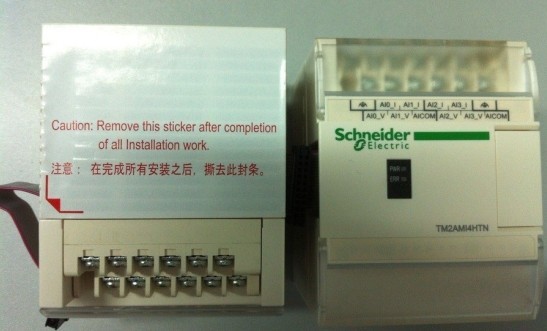 Caution: Remove this sticker after completion
of all Installation work.
注意：在完成所有安装之后，撕去此封条。
AI0_I AI1_I AI2_I AI3_I
AI0_V AI1_V AICOM AI2_V AI3_V AICOM
Schneider
Electric
PWR
TM2AMI4HTN